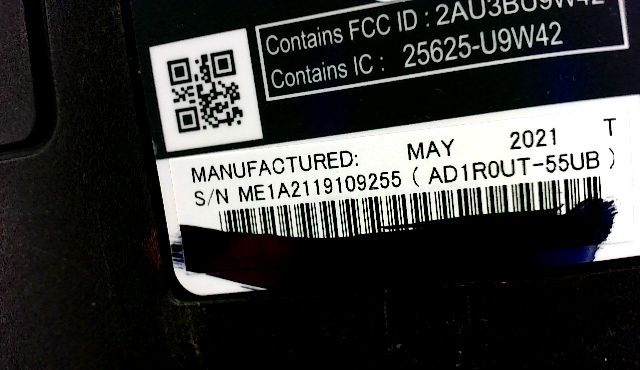 Contains FCC ID : 2AU3BU9W42
Contains IC : 25625-U9W42
MANUFACTURED: MAY 2021 T
S/N ME1A2119109255 ( AD1R0UT-55UB )